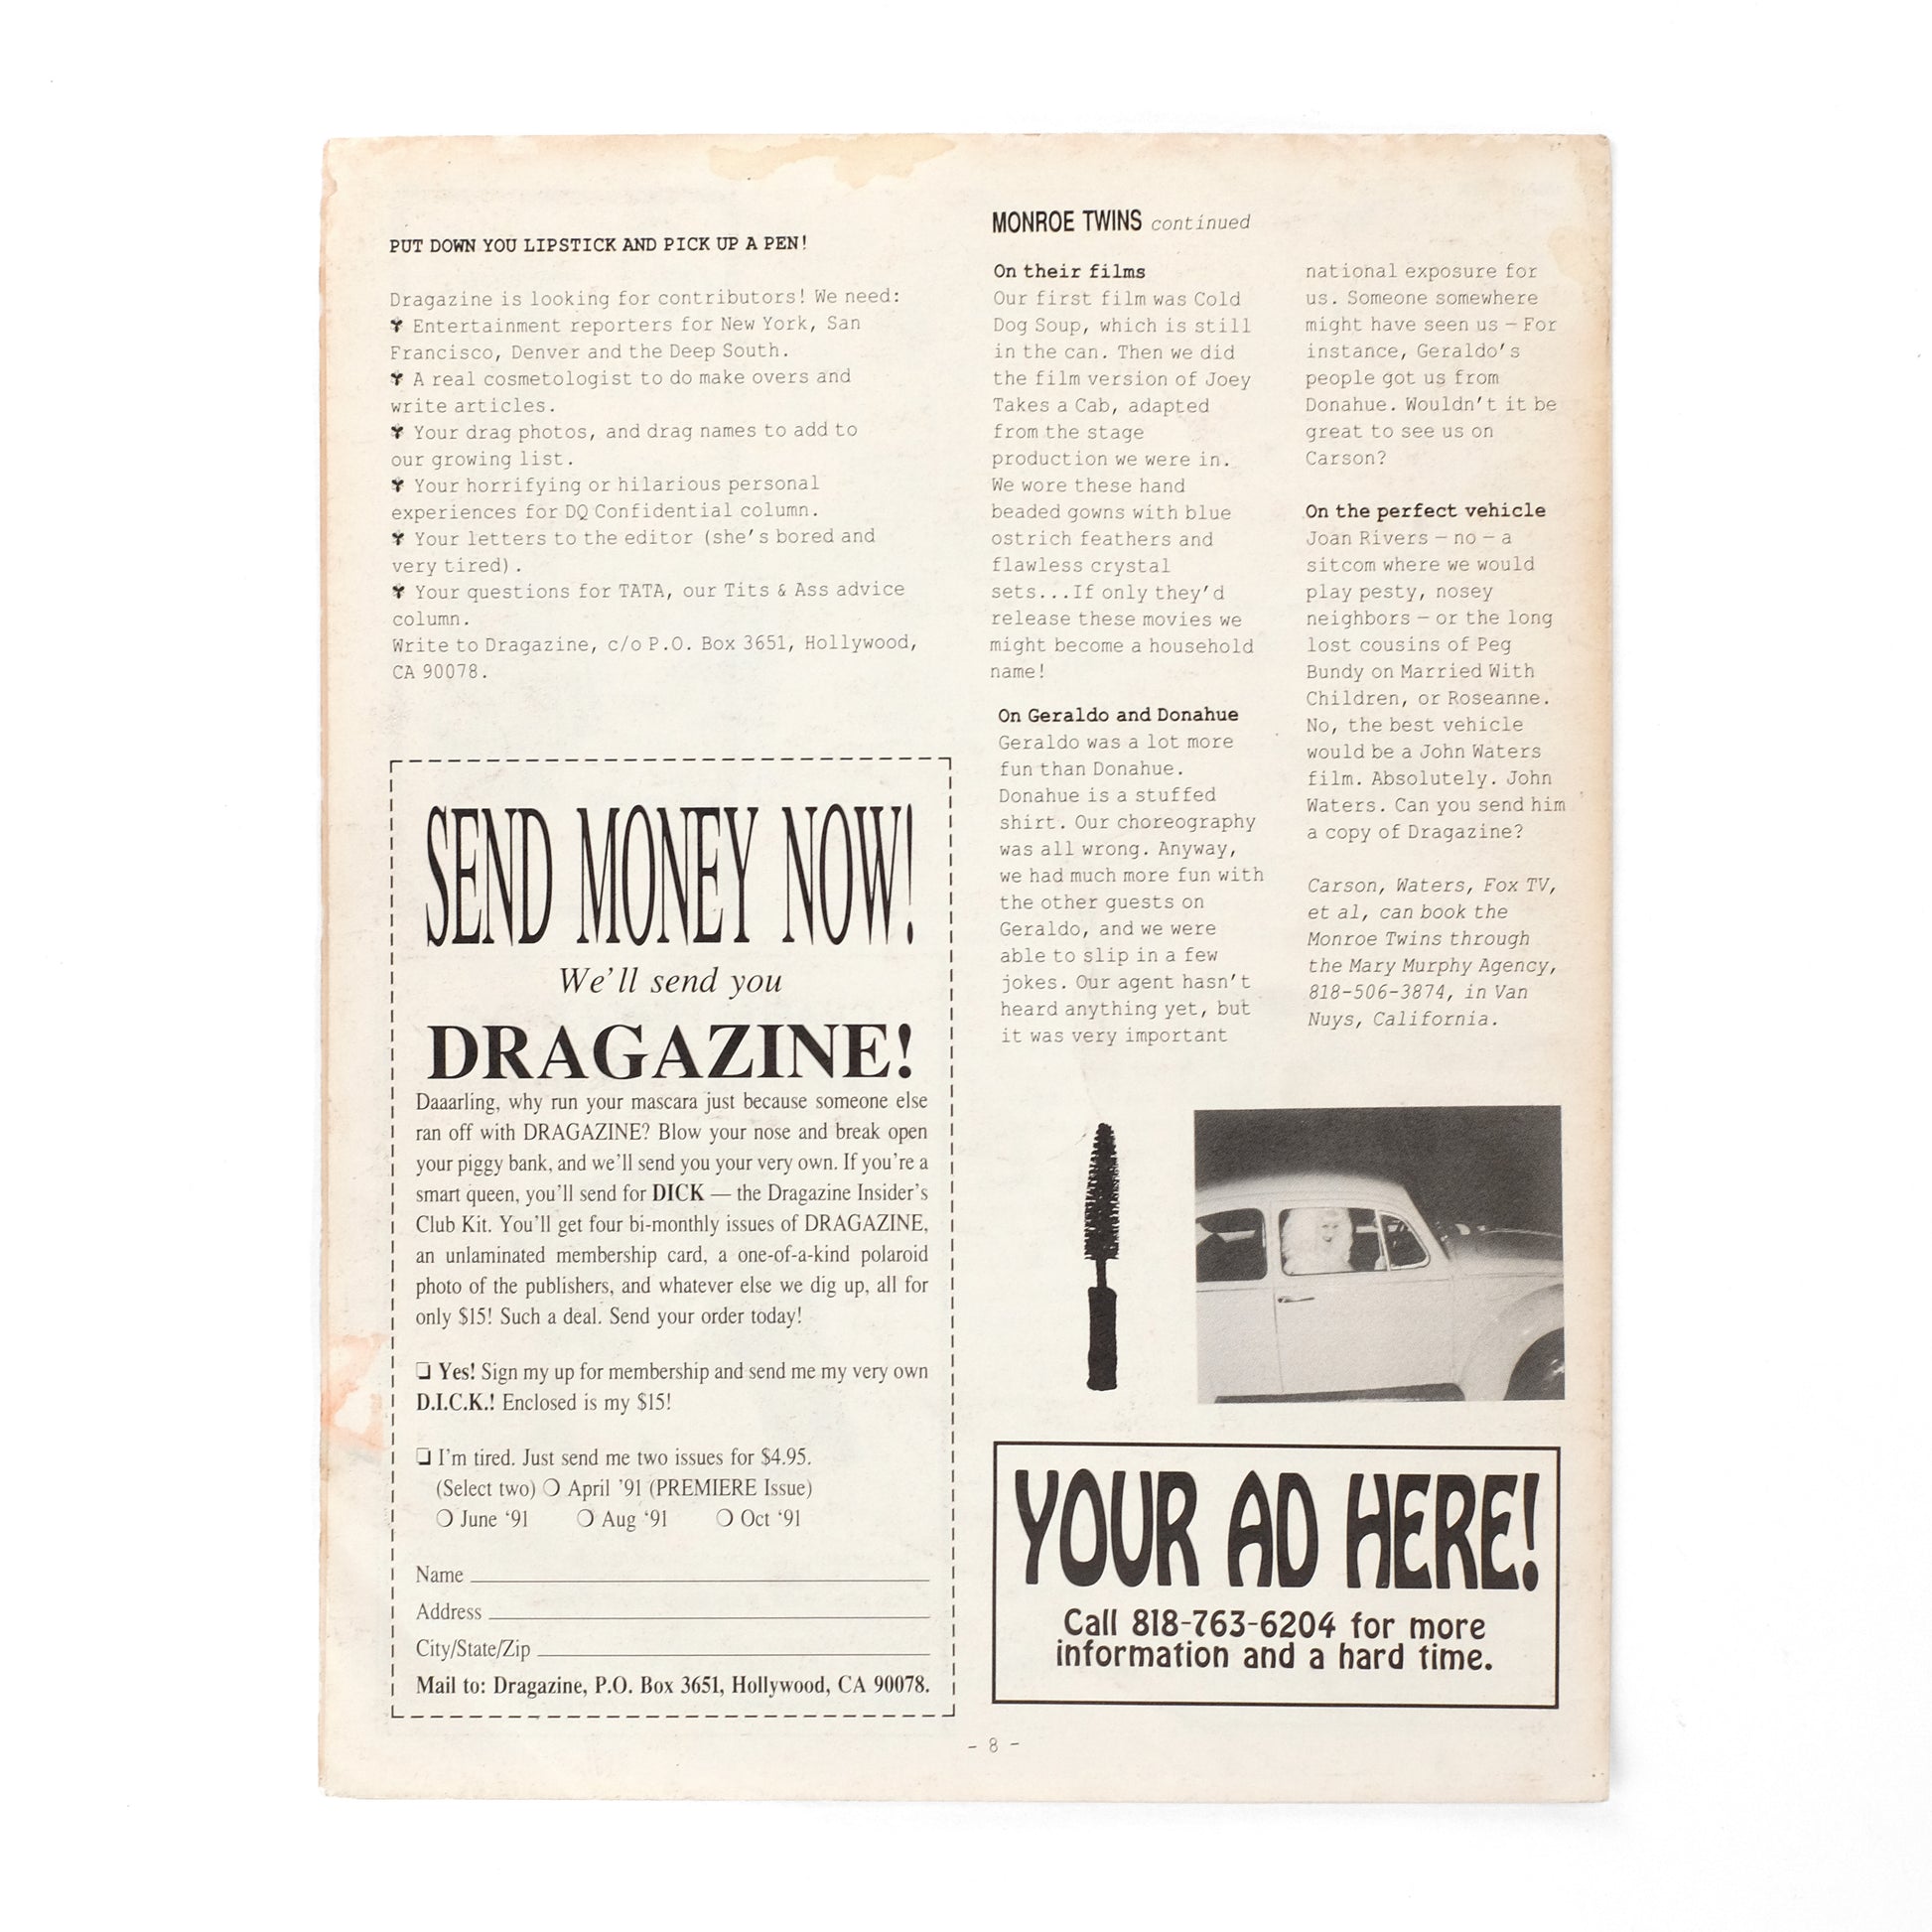 PUT DOWN YOU LIPSTICK AND PICK UP A PEN!
Dragazine is looking for contributors! We need:
Entertainment reporters for New York, San
Francisco, Denver and the Deep South.
A real cosmetologist to do make overs and
write articles.
Your drag photos, and drag names to add to
our growing list.
Your horrifying or hilarious personal
experiences for DQ Confidential column.
Your letters to the editor (she's bored and
very tired).
Your questions for TATA, our Tits & Ass advice
column.
Write to Dragazine, c/o P.O. Box 3651, Hollywood,
CA 90078.
SEND MONEY NOW!
We'll send you
DRAGAZINE!
Daaarling, why run your mascara just because someone else
ran off with DRAGAZINE? Blow your nose and break open
your piggy bank, and we'll send you your very own. If you're a
smart queen, you'll send for DICK — the Dragazine Insider's
Club Kit. You'll get four bi-monthly issues of DRAGAZINE,
an unlaminated membership card, a one-of-a-kind polaroid
photo of the publishers, and whatever else we dig up, all for
only $15! Such a deal. Send your order today!
❏ Yes! Sign my up for membership and send me my very own
D.I.C.K.! Enclosed is my $15!
❏ I'm tired. Just send me two issues for $4.95.
(Select two) ❍ April '91 (PREMIERE Issue)
❍ June '91 ❍ Aug '91 ❍ Oct '91
Name
Address
City/State/Zip
Mail to: Dragazine, P.O. Box 3651, Hollywood, CA 90078.
MONROE TWINS continued
On their films
Our first film was Cold
Dog Soup, which is still
in the can. Then we did
the film version of Joey
Takes a Cab, adapted
from the stage
production we were in.
We wore these hand
beaded gowns with blue
ostrich feathers and
flawless crystal
sets...If only they'd
release these movies we
might become a household
name!
On Geraldo and Donahue
Geraldo was a lot more
fun than Donahue.
Donahue is a stuffed
shirt. Our choreography
was all wrong. Anyway,
we had much more fun with
the other guests on
Geraldo, and we were
able to slip in a few
jokes. Our agent hasn't
heard anything yet, but
it was very important
national exposure for
us. Someone somewhere
might have seen us — For
instance, Geraldo's
people got us from
Donahue. Wouldn't it be
great to see us on
Carson?
On the perfect vehicle
Joan Rivers — no — a
sitcom where we would
play pesty, nosey
neighbors — or the long
lost cousins of Peg
Bundy on Married With
Children, or Roseanne.
No, the best vehicle
would be a John Waters
film. Absolutely. John
Waters. Can you send him
a copy of Dragazine?
Carson, Waters, Fox TV,
et al, can book the
Monroe Twins through
the Mary Murphy Agency,
818-506-3874, in Van
Nuys, California.
YOUR AD HERE!
Call 818-763-6204 for more
information and a hard time.
- 8 -